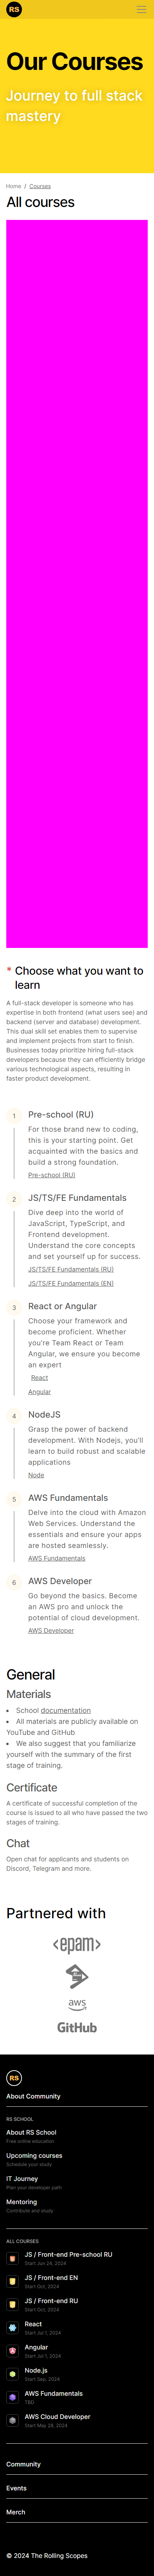 RS
Our Courses
Journey to full stack
mastery
Home / Courses
All courses
* Choose what you want to
learn
A full-stack developer is someone who has
expertise in both frontend (what users see) and
backend (server and database) development.
This dual skill set enables them to supervise
and implement projects from start to finish.
Businesses today prioritize hiring full-stack
developers because they can efficiently bridge
various technological aspects, resulting in
faster product development.
1
Pre-school (RU)
For those brand new to coding,
this is your starting point. Get
acquainted with the basics and
build a strong foundation.
Pre-school (RU)
2
JS/TS/FE Fundamentals
Dive deep into the world of
JavaScript, TypeScript, and
Frontend development.
Understand the core concepts
and set yourself up for success.
JS/TS/FE Fundamentals (RU)
JS/TS/FE Fundamentals (EN)
3
React or Angular
Choose your framework and
become proficient. Whether
you're Team React or Team
Angular, we ensure you become
an expert
React
Angular
4
NodeJS
Grasp the power of backend
development. With Nodejs, you'll
learn to build robust and scalable
applications
Node
5
AWS Fundamentals
Delve into the cloud with Amazon
Web Services. Understand the
essentials and ensure your apps
are hosted seamlessly.
AWS Fundamentals
6
AWS Developer
Go beyond the basics. Become
an AWS pro and unlock the
potential of cloud development.
AWS Developer
General
Materials
• School documentation
• All materials are publicly available on
YouTube and GitHub
• We also suggest that you familiarize
yourself with the summary of the first
stage of training.
Certificate
A certificate of successful completion of the
course is issued to all who have passed the two
stages of training.
Chat
Open chat for applicants and students on
Discord, Telegram and more.
Partnered with
<epam>
aws
GitHub
RS
About Community
RS SCHOOL
About RS School
Free online education
Upcoming courses
Schedule your study
IT Journey
Plan your developer path
Mentoring
Contribute and study
ALL COURSES
JS / Front-end Pre-school RU
Start Jun 24, 2024
JS / Front-end EN
Start Oct, 2024
JS / Front-end RU
Start Oct, 2024
React
Start Jul 1, 2024
Angular
Start Jul 1, 2024
Node.js
Start Sep, 2024
AWS Fundamentals
TBD
AWS Cloud Developer
Start May 28, 2024
Community
Events
Merch
© 2024 The Rolling Scopes